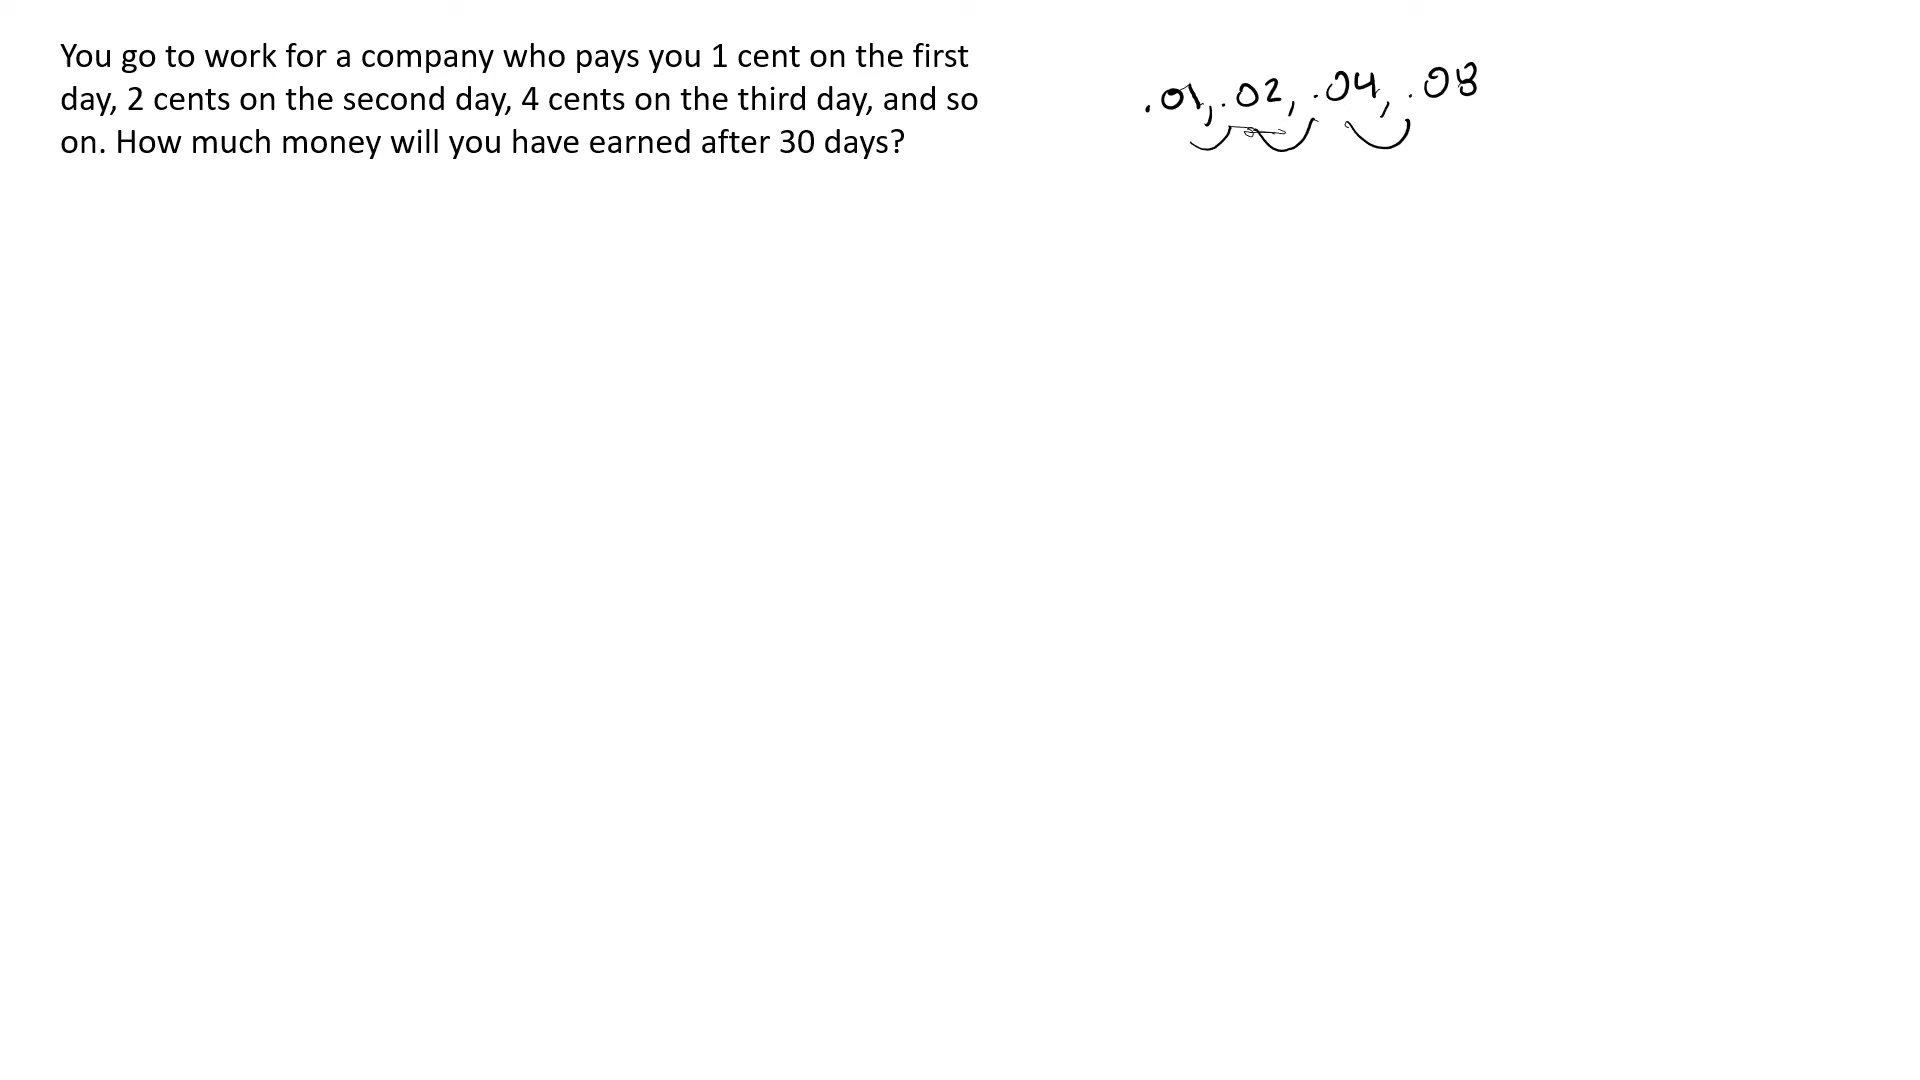 You go to work for a company who pays you 1 cent on the first
day, 2 cents on the second day, 4 cents on the third day, and so
on. How much money will you have earned after 30 days?
.01, .02, .04, .08